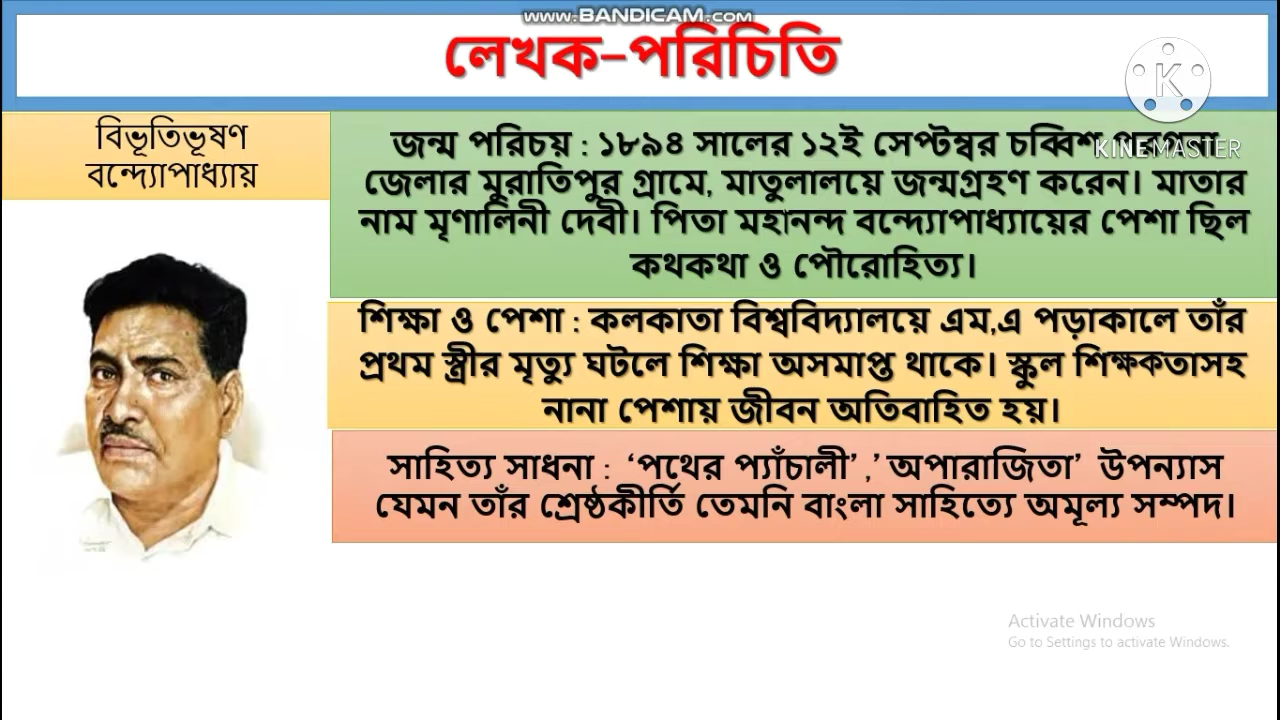 www.BANDICAM.com
লেখক-পরিচিতি
K
KINEMASTER
বিভূতিভূষণ
বন্দ্যোপাধ্যায়
জন্ম পরিচয় : ১৮৯৪ সালের ১২ই সেপ্টম্বর চব্বিশ পরগনা
জেলার মুরাতিপুর গ্রামে, মাতুলালয়ে জন্মগ্রহণ করেন। মাতার
নাম মৃণালিনী দেবী। পিতা মহানন্দ বন্দ্যোপাধ্যায়ের পেশা ছিল
কথকথা ও পৌরোহিত্য।
শিক্ষা ও পেশা : কলকাতা বিশ্ববিদ্যালয়ে এম,এ পড়াকালে তাঁর
প্রথম স্ত্রীর মৃত্যু ঘটলে শিক্ষা অসমাপ্ত থাকে। স্কুল শিক্ষকতাসহ
নানা পেশায় জীবন অতিবাহিত হয়।
সাহিত্য সাধনা : ‘পথের প্যাঁচালী’ ,’ অপারাজিতা’ উপন্যাস
যেমন তাঁর শ্রেষ্ঠকীর্তি তেমনি বাংলা সাহিত্যে অমূল্য সম্পদ।
Activate Windows
Go to Settings to activate Windows.